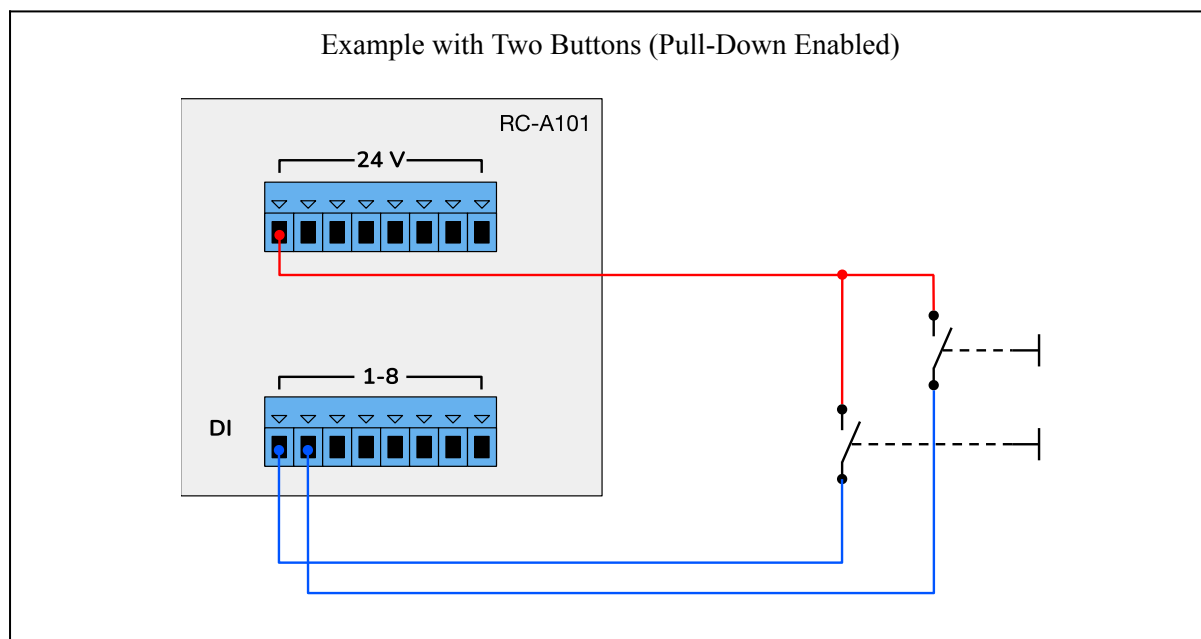 Example with Two Buttons (Pull-Down Enabled)
RC-A101
24 V
1-8
DI